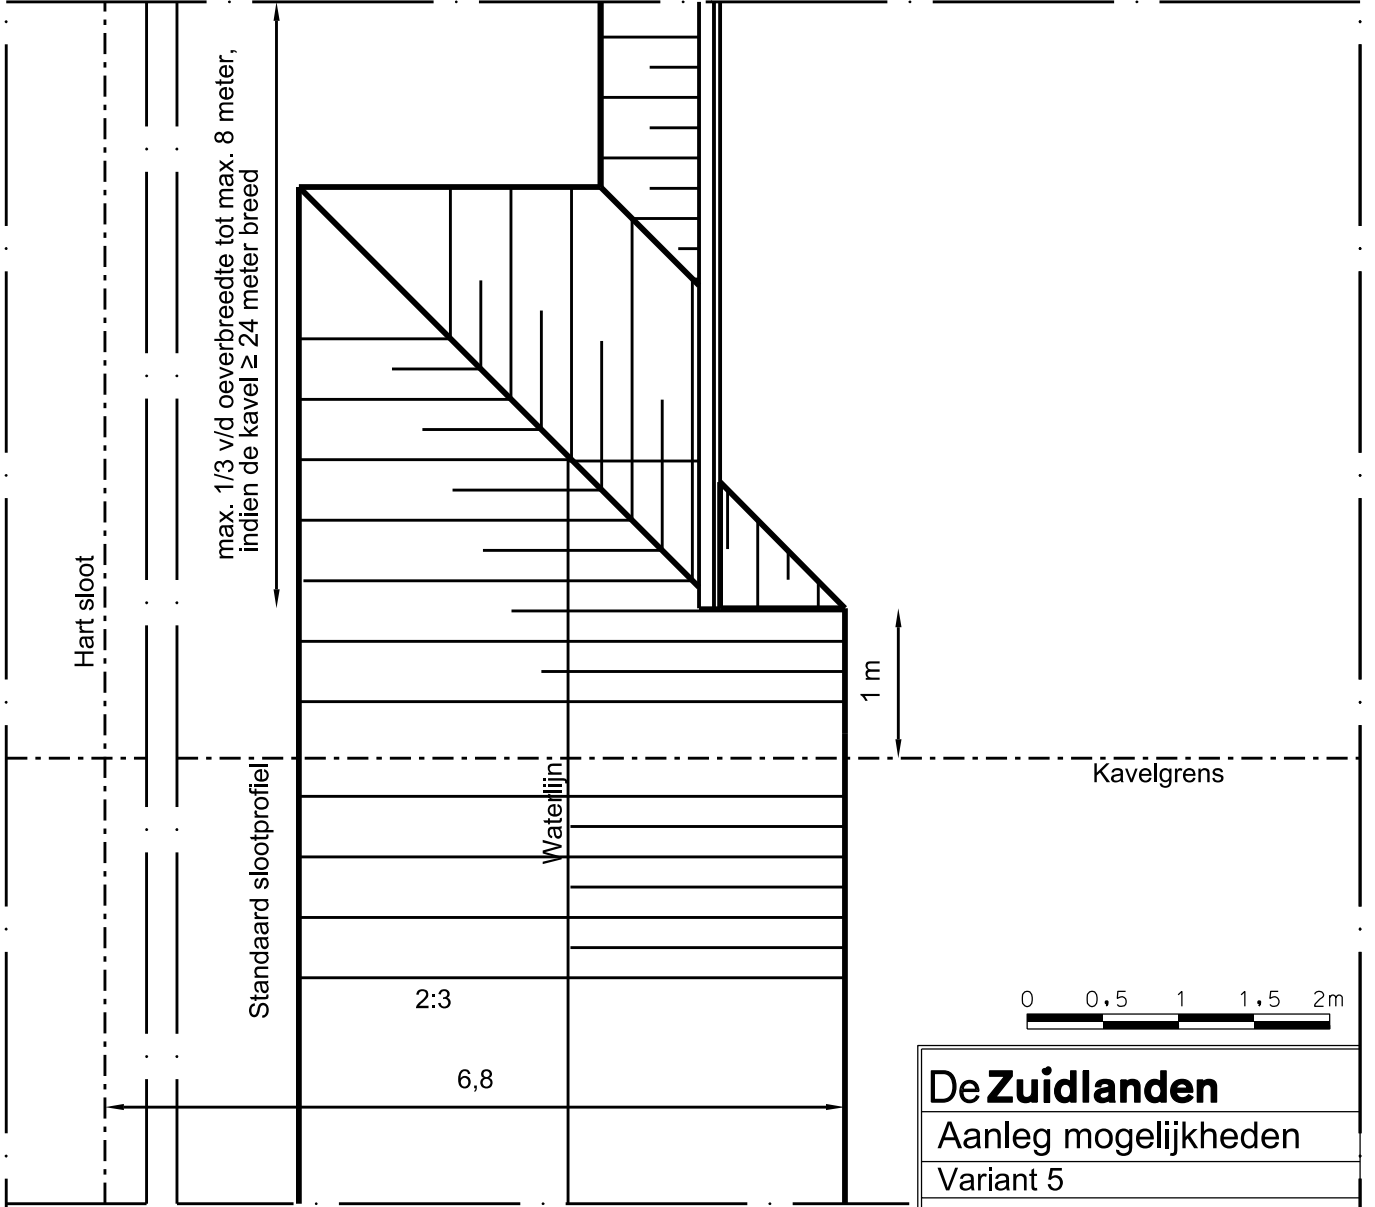 max. 1/3 v/d oeverbreedte tot max. 8 meter,
indien de kavel ≥ 24 meter breed
Hart sloot
1 m
Kavelgrens
Standaard slootprofiel
Waterlijn
2:3
6,8
0 0,5 1 1,5 2m
De Zuidlanden
Aanleg mogelijkheden
Variant 5